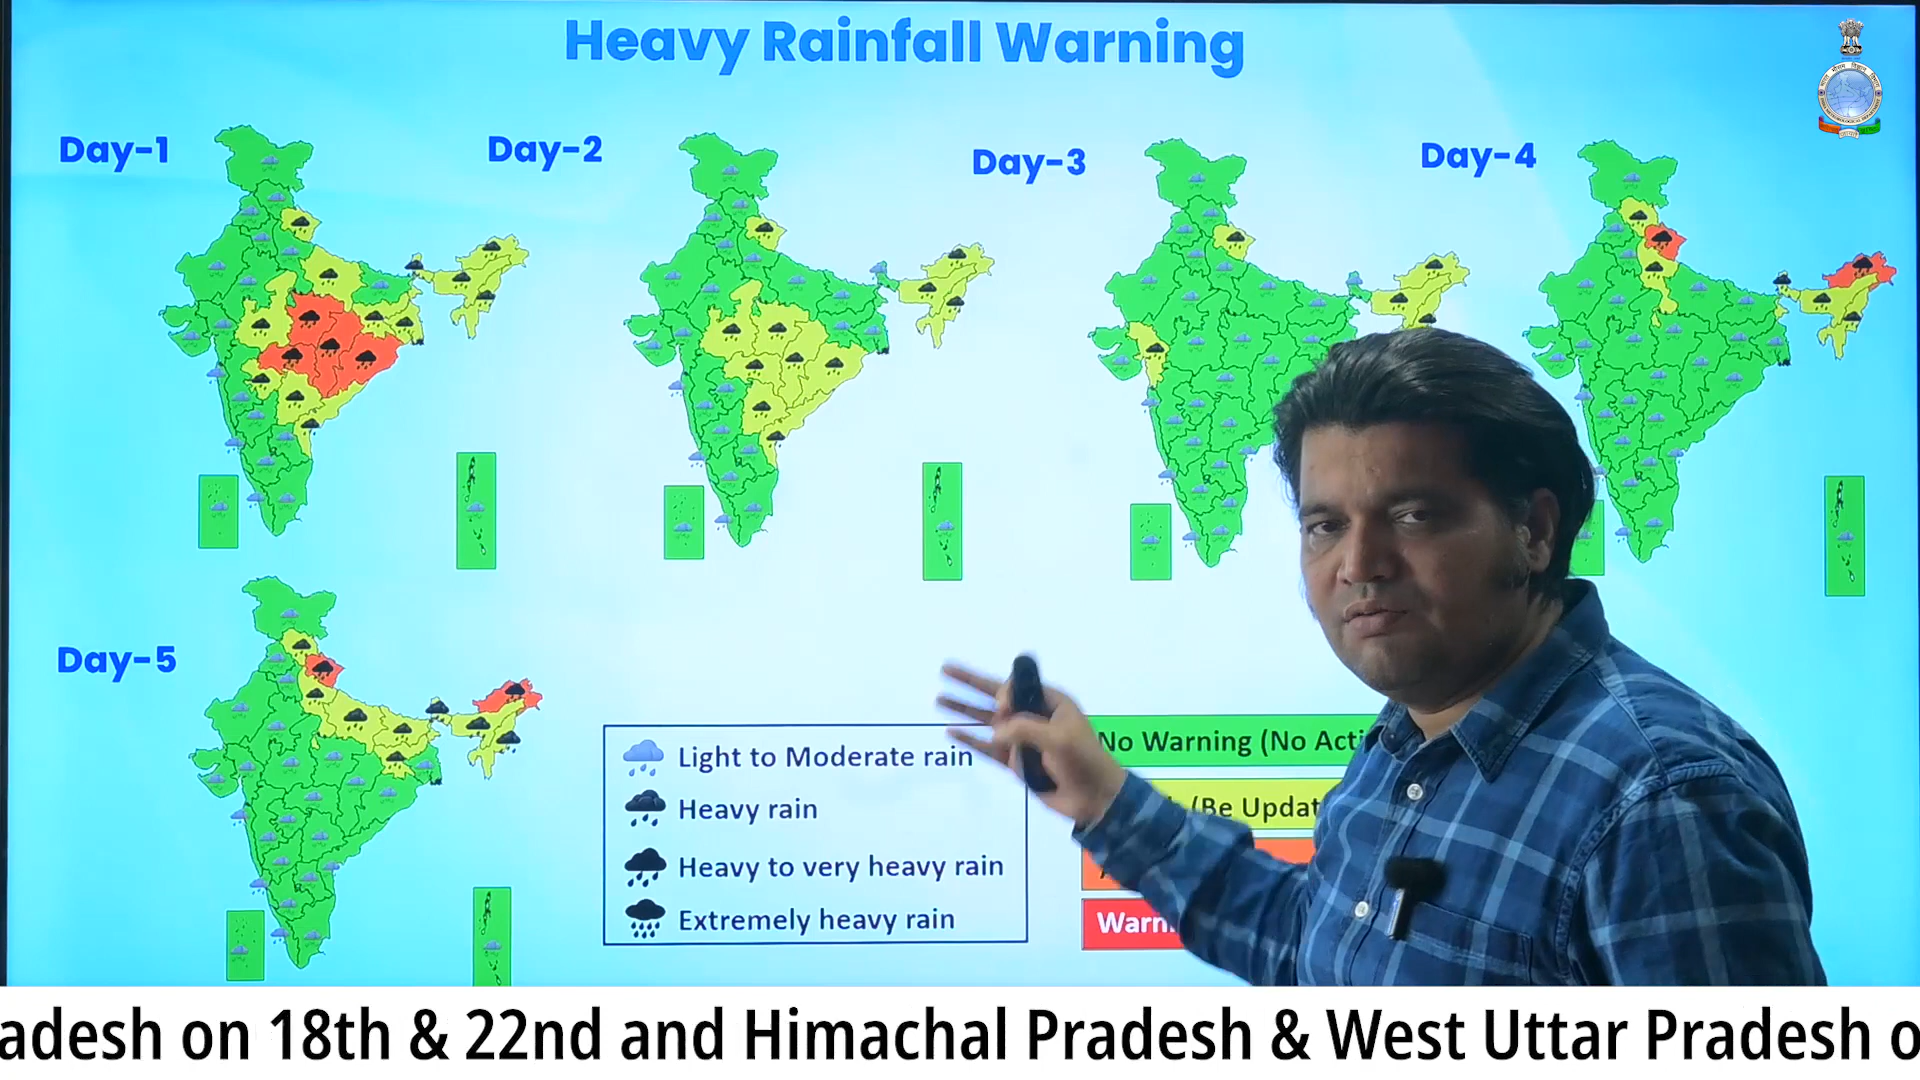 Heavy Rainfall Warning
Day-1
Day-2
Day-3
Day-4
Day-5
Light to Moderate rain
Heavy rain
Heavy to very heavy rain
Extremely heavy rain
No Warning (No Acti
(Be Updat
Warn
adesh on 18th & 22nd and Himachal Pradesh & West Uttar Pradesh o